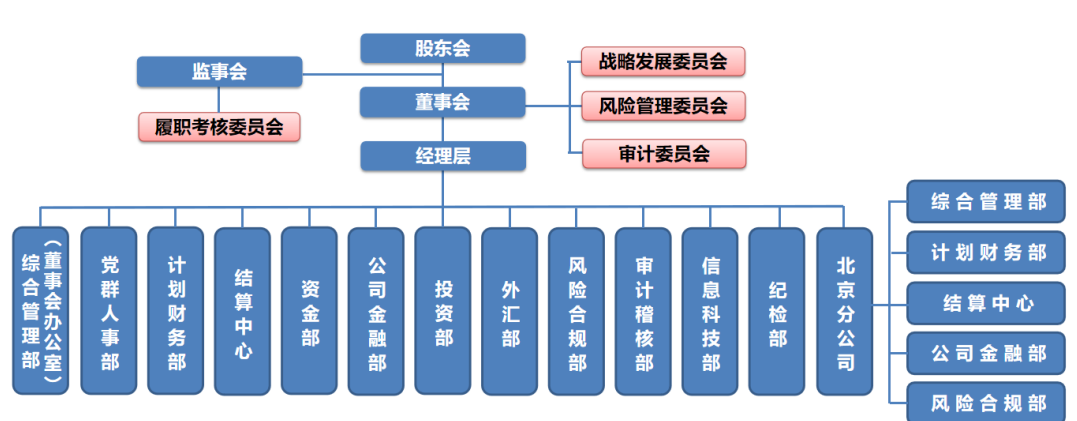 股东会
监事会
战略发展委员会
董事会
风险管理委员会
履职考核委员会
经理层
审计委员会
综合管理部
（董事会办公室）
党群人事部
计划财务部
结算中心
资金部
公司金融部
投资部
外汇部
风险合规部
审计稽核部
信息科技部
纪检部
北京分公司
综合管理部
计划财务部
结算中心
公司金融部
风险合规部